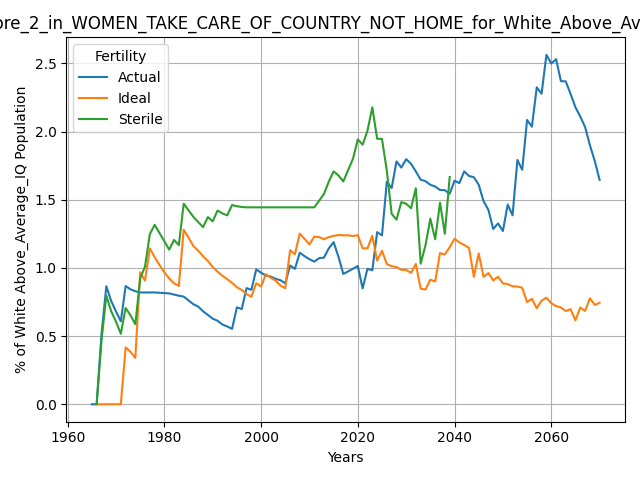 ore_2_in_WOMEN_TAKE_CARE_OF_COUNTRY_NOT_HOME_for_White_Above_Av
Fertility
Actual
Ideal
Sterile
% of White Above_Average_IQ Population
2.5
2.0
1.5
1.0
0.5
0.0
1960 1980 2000 2020 2040 2060
Years